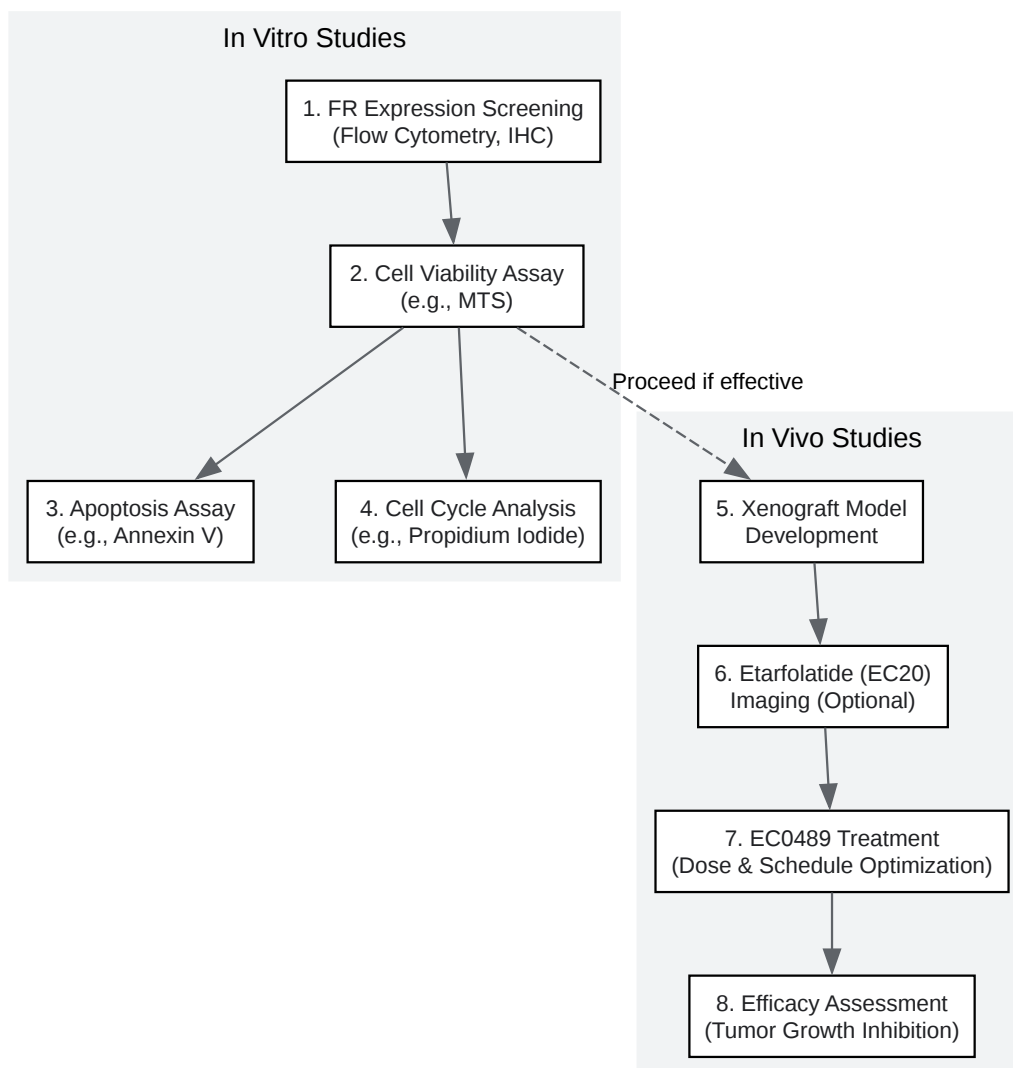 In Vitro Studies
1. FR Expression Screening
(Flow Cytometry, IHC)
2. Cell Viability Assay
(e.g., MTS)
Proceed if effective
3. Apoptosis Assay
(e.g., Annexin V)
4. Cell Cycle Analysis
(e.g., Propidium Iodide)
In Vivo Studies
5. Xenograft Model
Development
6. Etarfolatide (EC20)
Imaging (Optional)
7. EC0489 Treatment
(Dose & Schedule Optimization)
8. Efficacy Assessment
(Tumor Growth Inhibition)